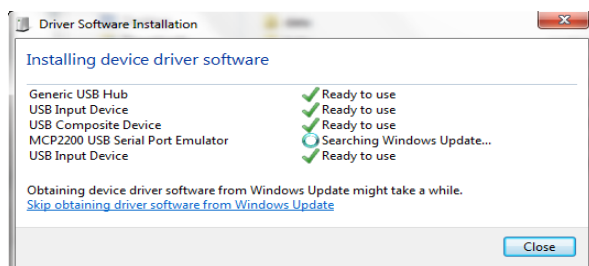 Driver Software Installation
Installing device driver software
Generic USB Hub Ready to use
USB Input Device Ready to use
USB Composite Device Ready to use
MCP2200 USB Serial Port Emulator Searching Windows Update...
USB Input Device Ready to use
Obtaining device driver software from Windows Update might take a while.
Skip obtaining driver software from Windows Update
Close